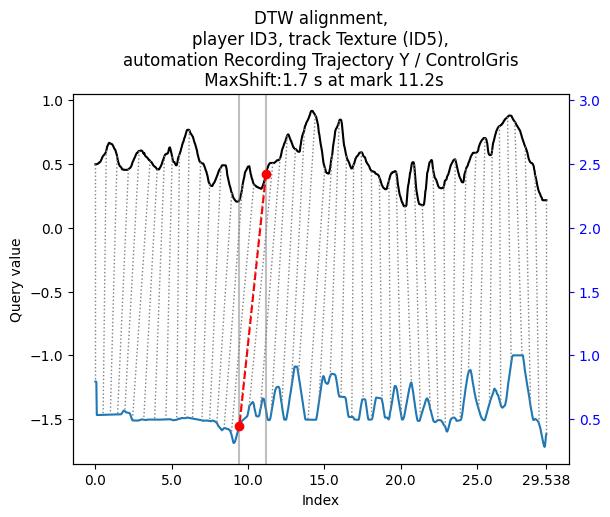 DTW alignment,
player ID3, track Texture (ID5),
automation Recording Trajectory Y / ControlGris
MaxShift:1.7 s at mark 11.2s
1.0
0.5
0.0
−0.5
−1.0
−1.5
Query value
3.0
2.5
2.0
1.5
1.0
0.5
0.0 5.0 10.0 15.0 20.0 25.0 29.538
Index